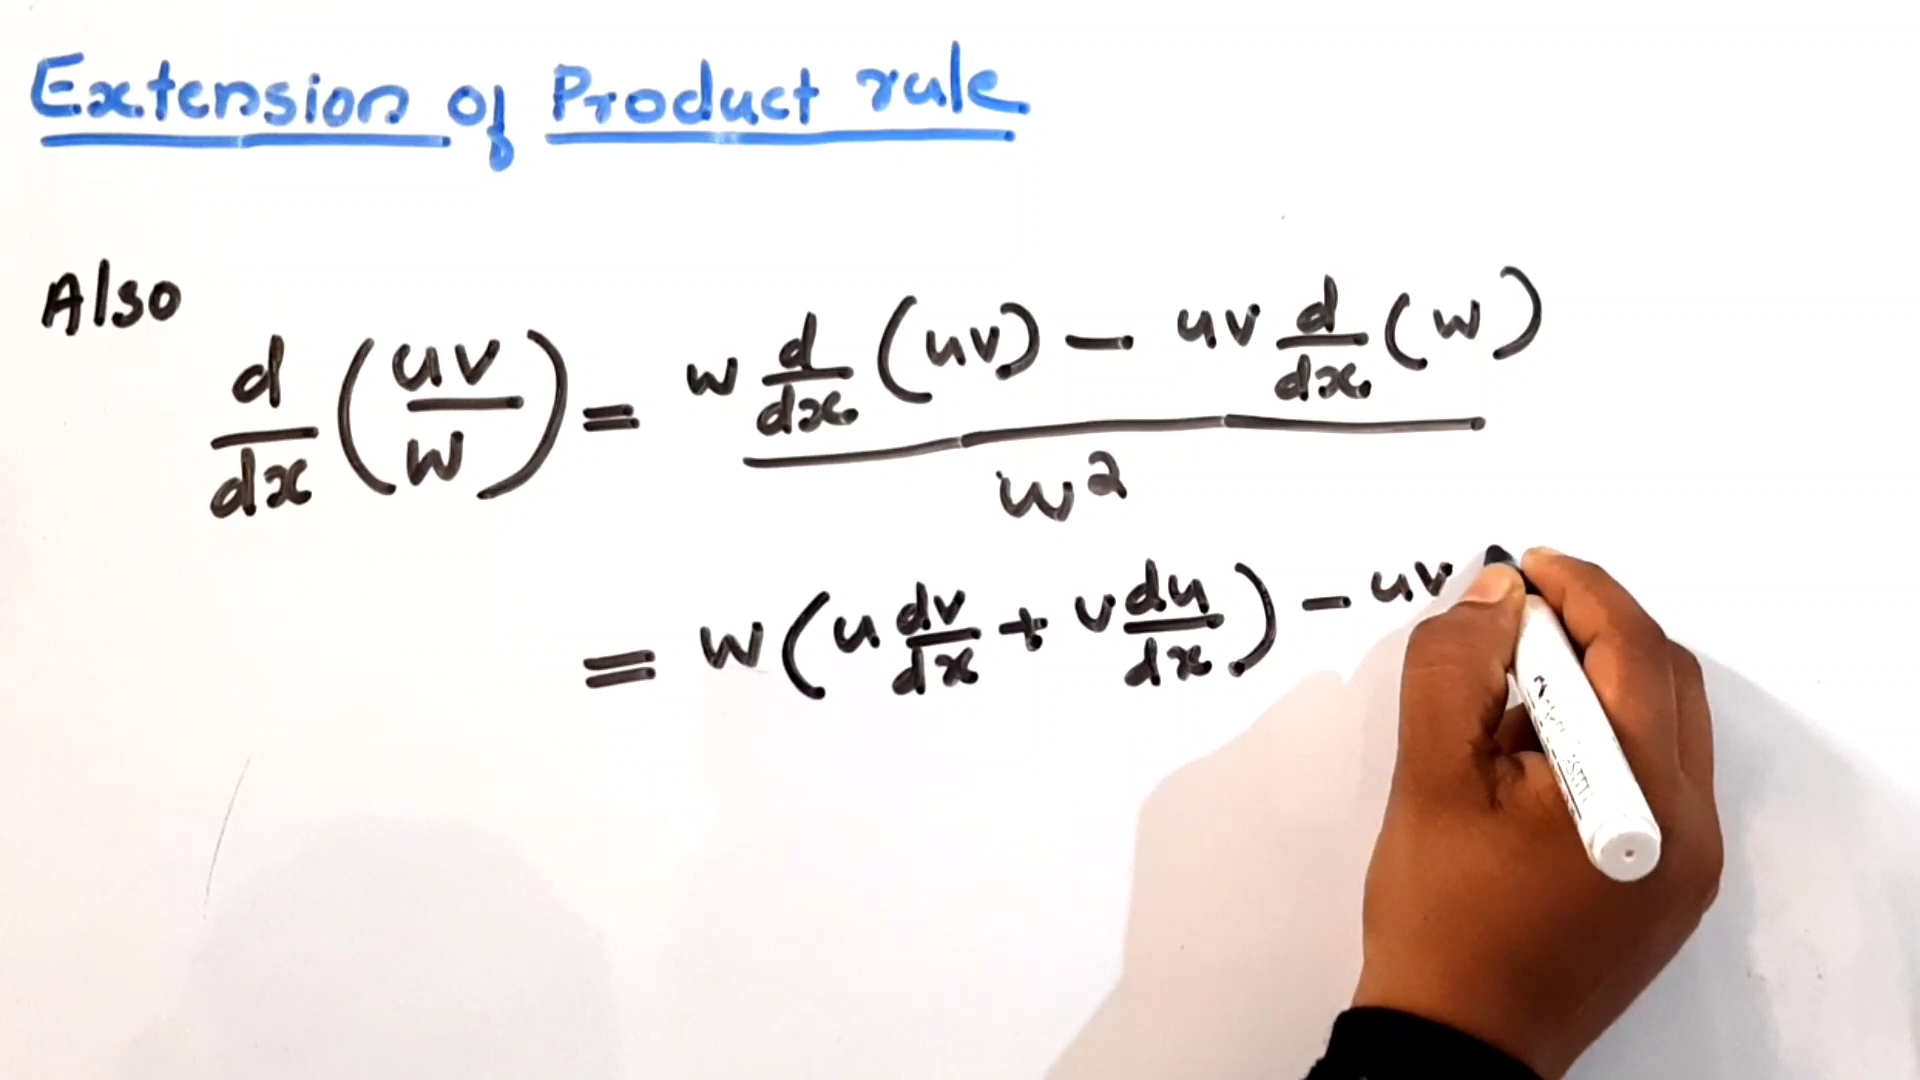 Extension of Product rule
Also
d/dx (uv/w) = (w d/dx (uv) - uv d/dx (w)) / w²
= w (u dv/dx + v du/dx) - uv